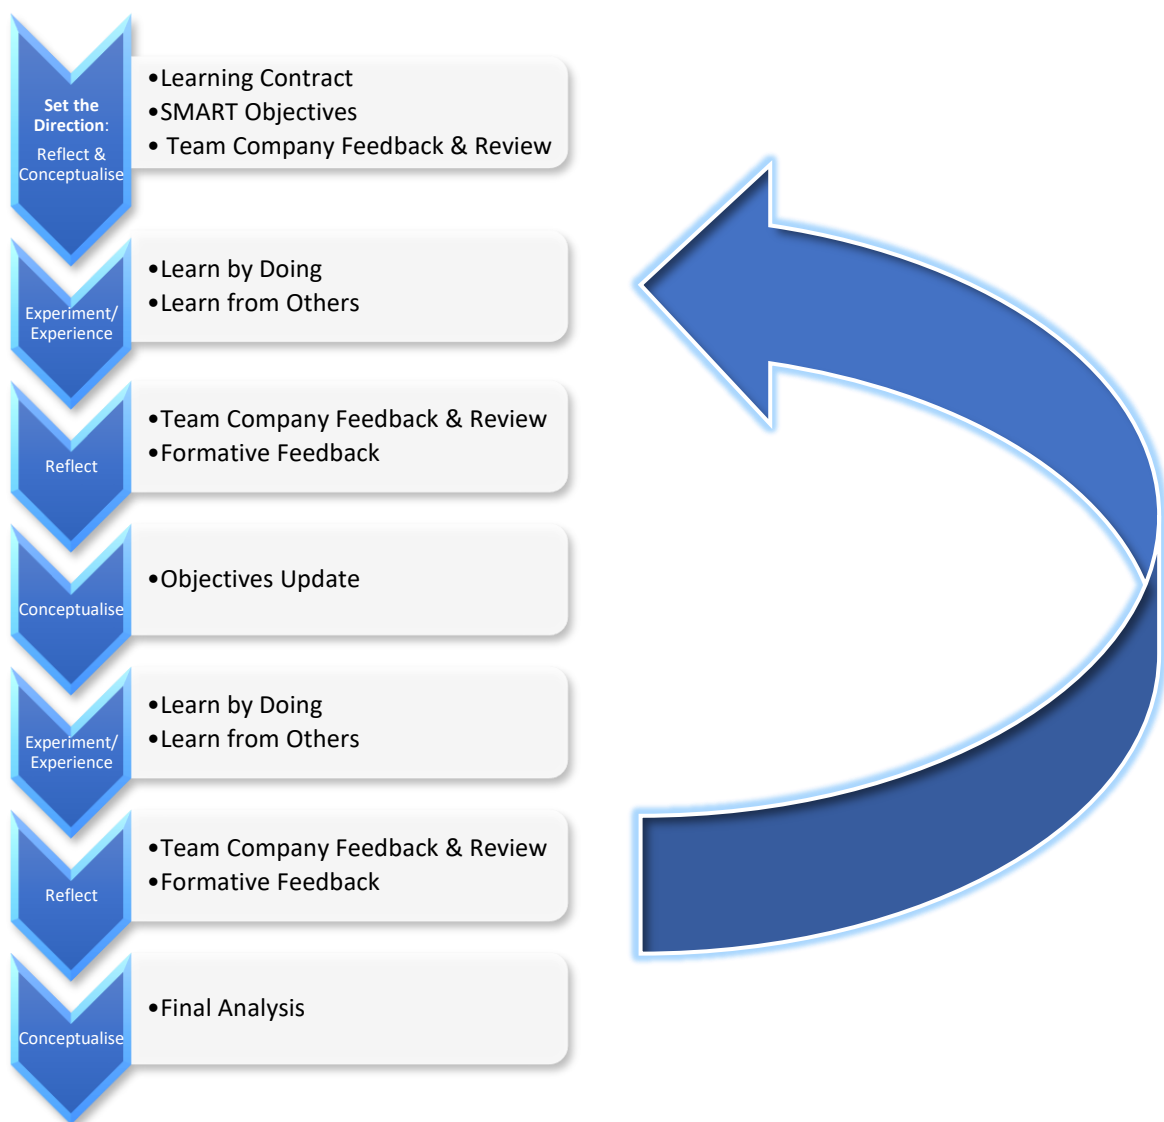 Set the
Direction:
Reflect &
Conceptualise
•Learning Contract
•SMART Objectives
• Team Company Feedback & Review
Experiment/
Experience
•Learn by Doing
•Learn from Others
Reflect
•Team Company Feedback & Review
•Formative Feedback
Conceptualise
•Objectives Update
Experiment/
Experience
•Learn by Doing
•Learn from Others
Reflect
•Team Company Feedback & Review
•Formative Feedback
Conceptualise
•Final Analysis